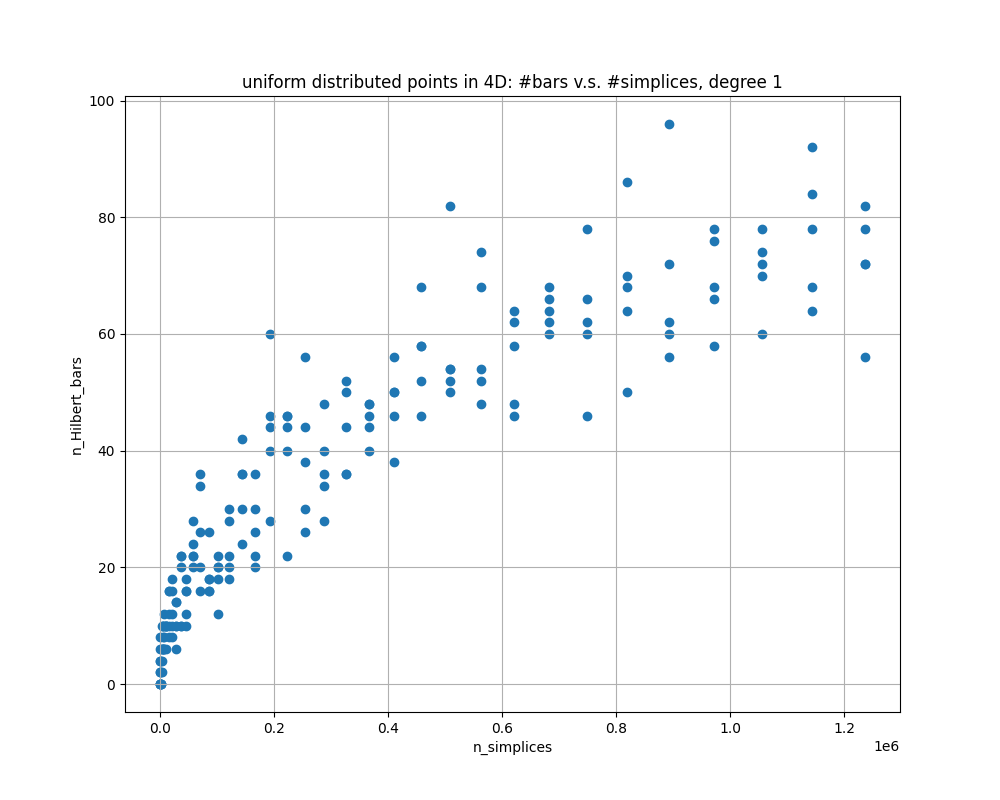 uniform distributed points in 4D: #bars v.s. #simplices, degree 1
100
80
60
40
20
0
n_Hilbert_bars
0.0 0.2 0.4 0.6 0.8 1.0 1.2
1e6
n_simplices